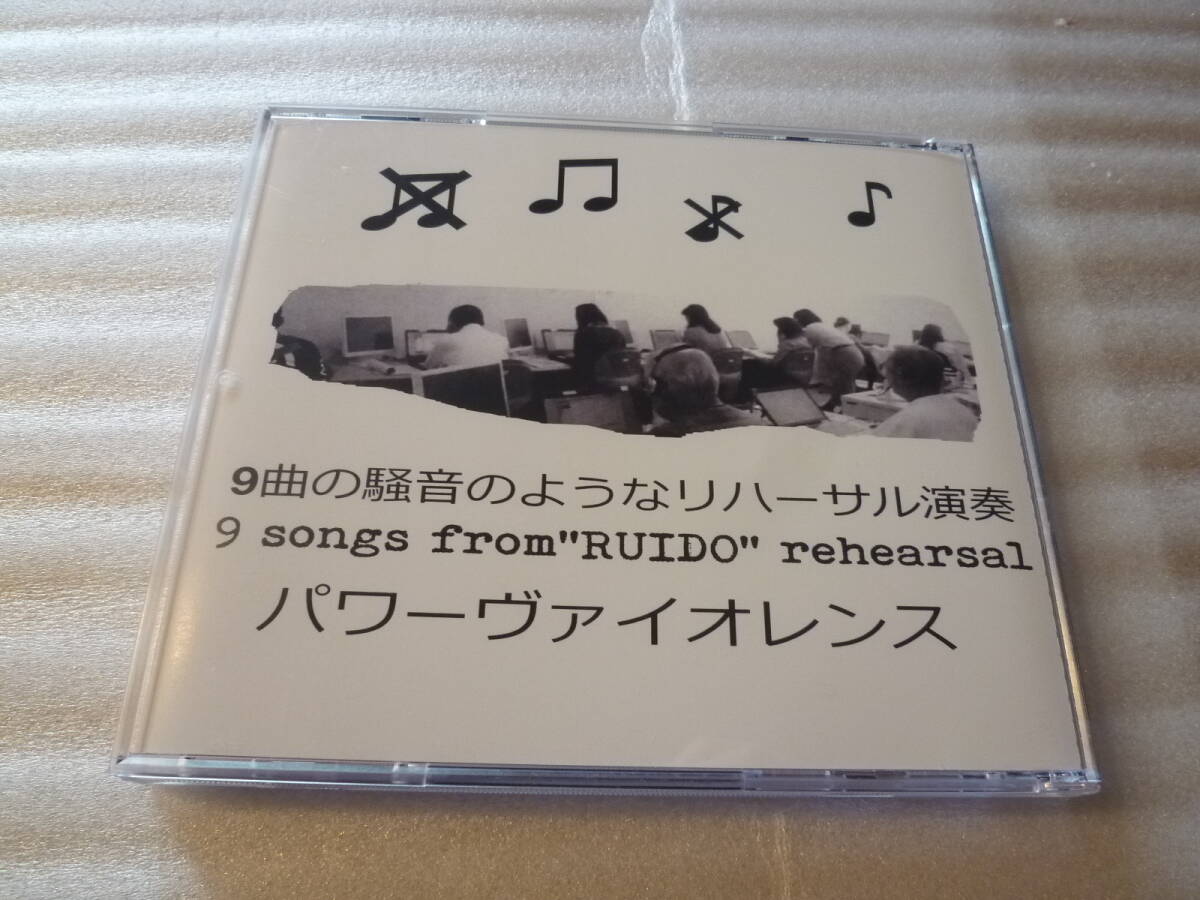 9曲の騒音のようなリハーサル演奏
9 songs from"RUIDO" rehearsal
パワーヴァイオレンス